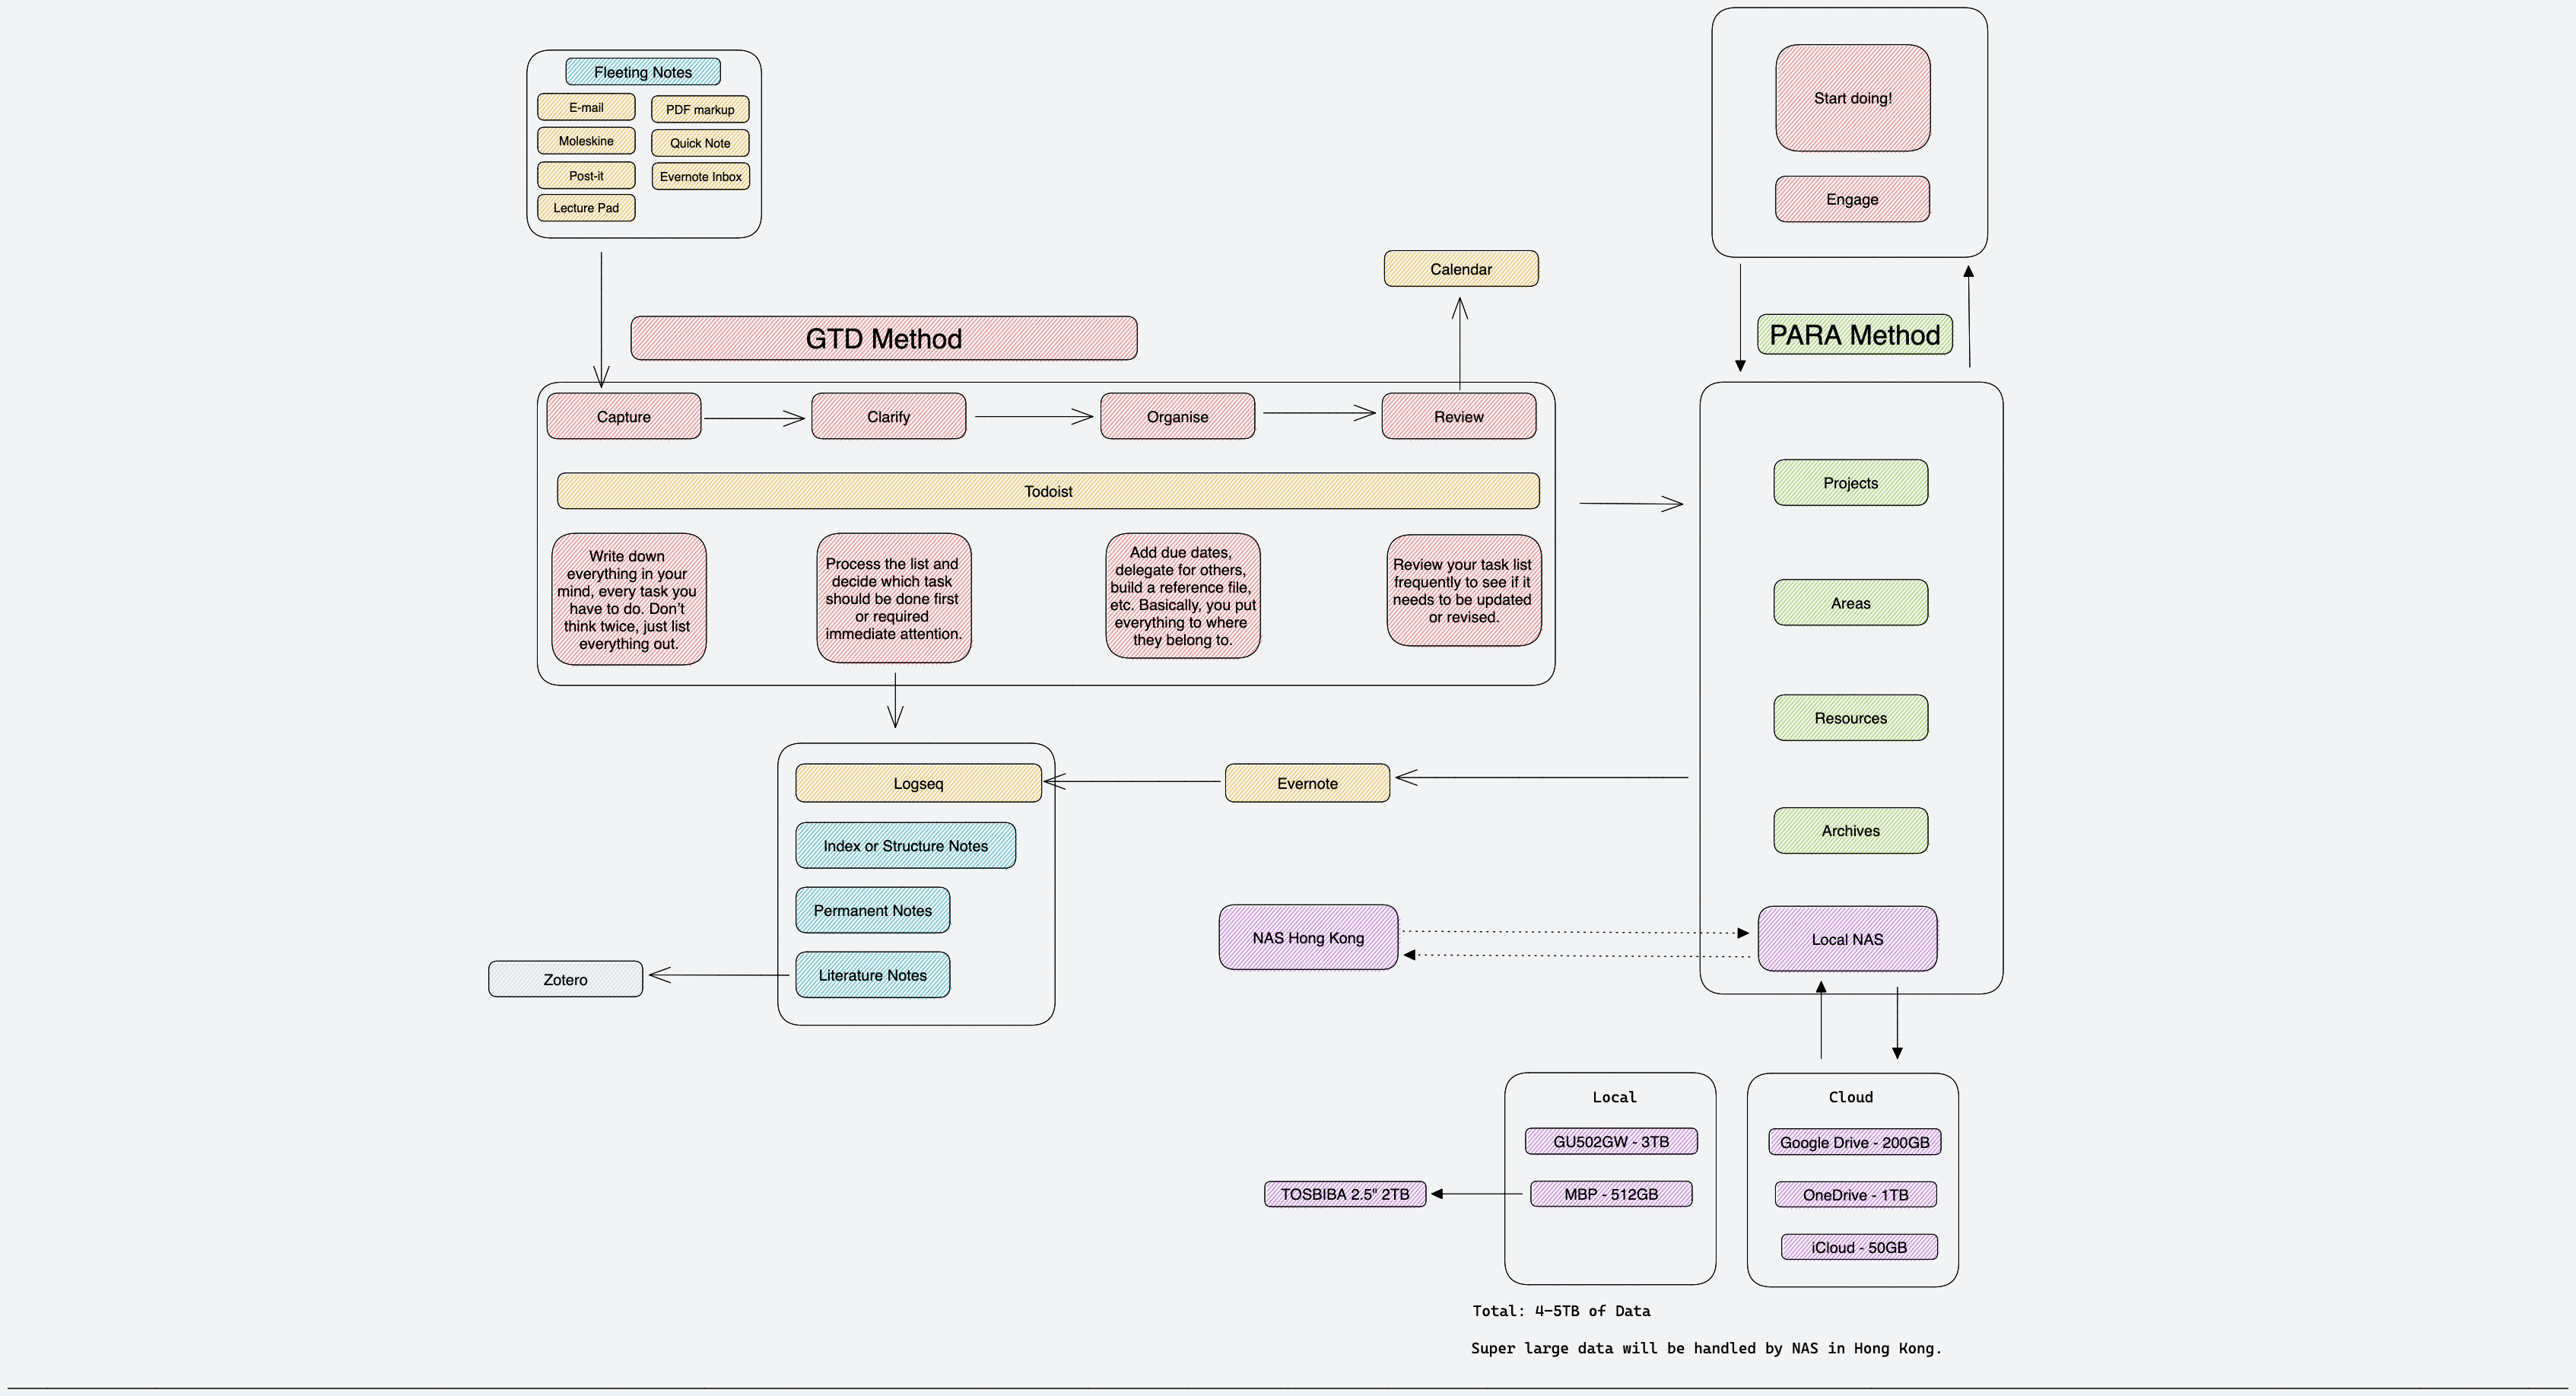 Fleeting Notes
E-mail
PDF markup
Moleskine
Quick Note
Post-it
Evernote Inbox
Lecture Pad
Start doing!
Engage
Calendar
GTD Method
PARA Method
Capture
Clarify
Organise
Review
Todoist
Write down
everything in your
mind, every task you
have to do. Don't
think twice, just list
everything out.
Process the list and
decide which task
should be done first
or required
immediate attention.
Add due dates,
delegate for others,
build a reference file,
etc. Basically, you put
everything to where
they belong to.
Review your task list
frequently to see if it
needs to be updated
or revised.
Projects
Areas
Resources
Archives
Local NAS
Logseq
Evernote
Index or Structure Notes
Permanent Notes
Literature Notes
Zotero
NAS Hong Kong
Local
GU502GW - 3TB
MBP - 512GB
TOSBIBA 2.5" 2TB
Cloud
Google Drive - 200GB
OneDrive - 1TB
iCloud - 50GB
Total: 4-5TB of Data
Super large data will be handled by NAS in Hong Kong.